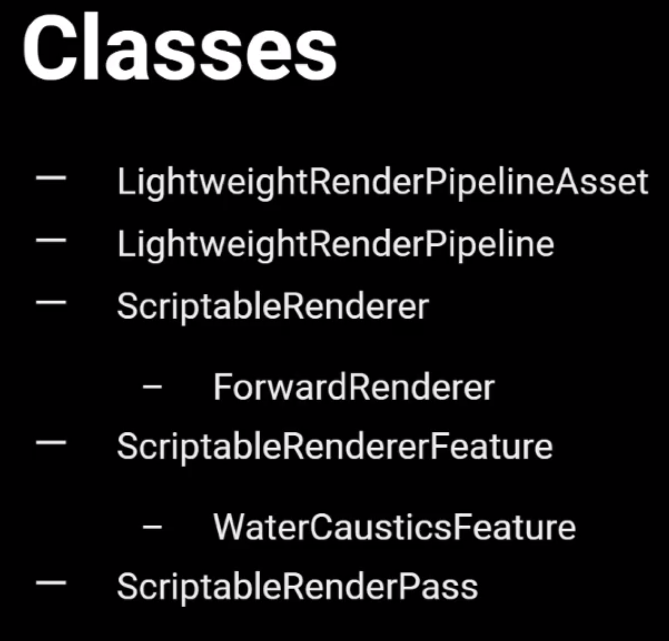 Classes
— LightweightRenderPipelineAsset
— LightweightRenderPipeline
— ScriptableRenderer
– ForwardRenderer
— ScriptableRendererFeature
– WaterCausticsFeature
— ScriptableRenderPass